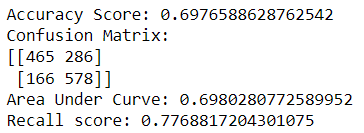 Accuracy Score: 0.6976588628762542
Confusion Matrix:
[[465 286]
 [166 578]]
Area Under Curve: 0.6980280772589952
Recall score: 0.7768817204301075